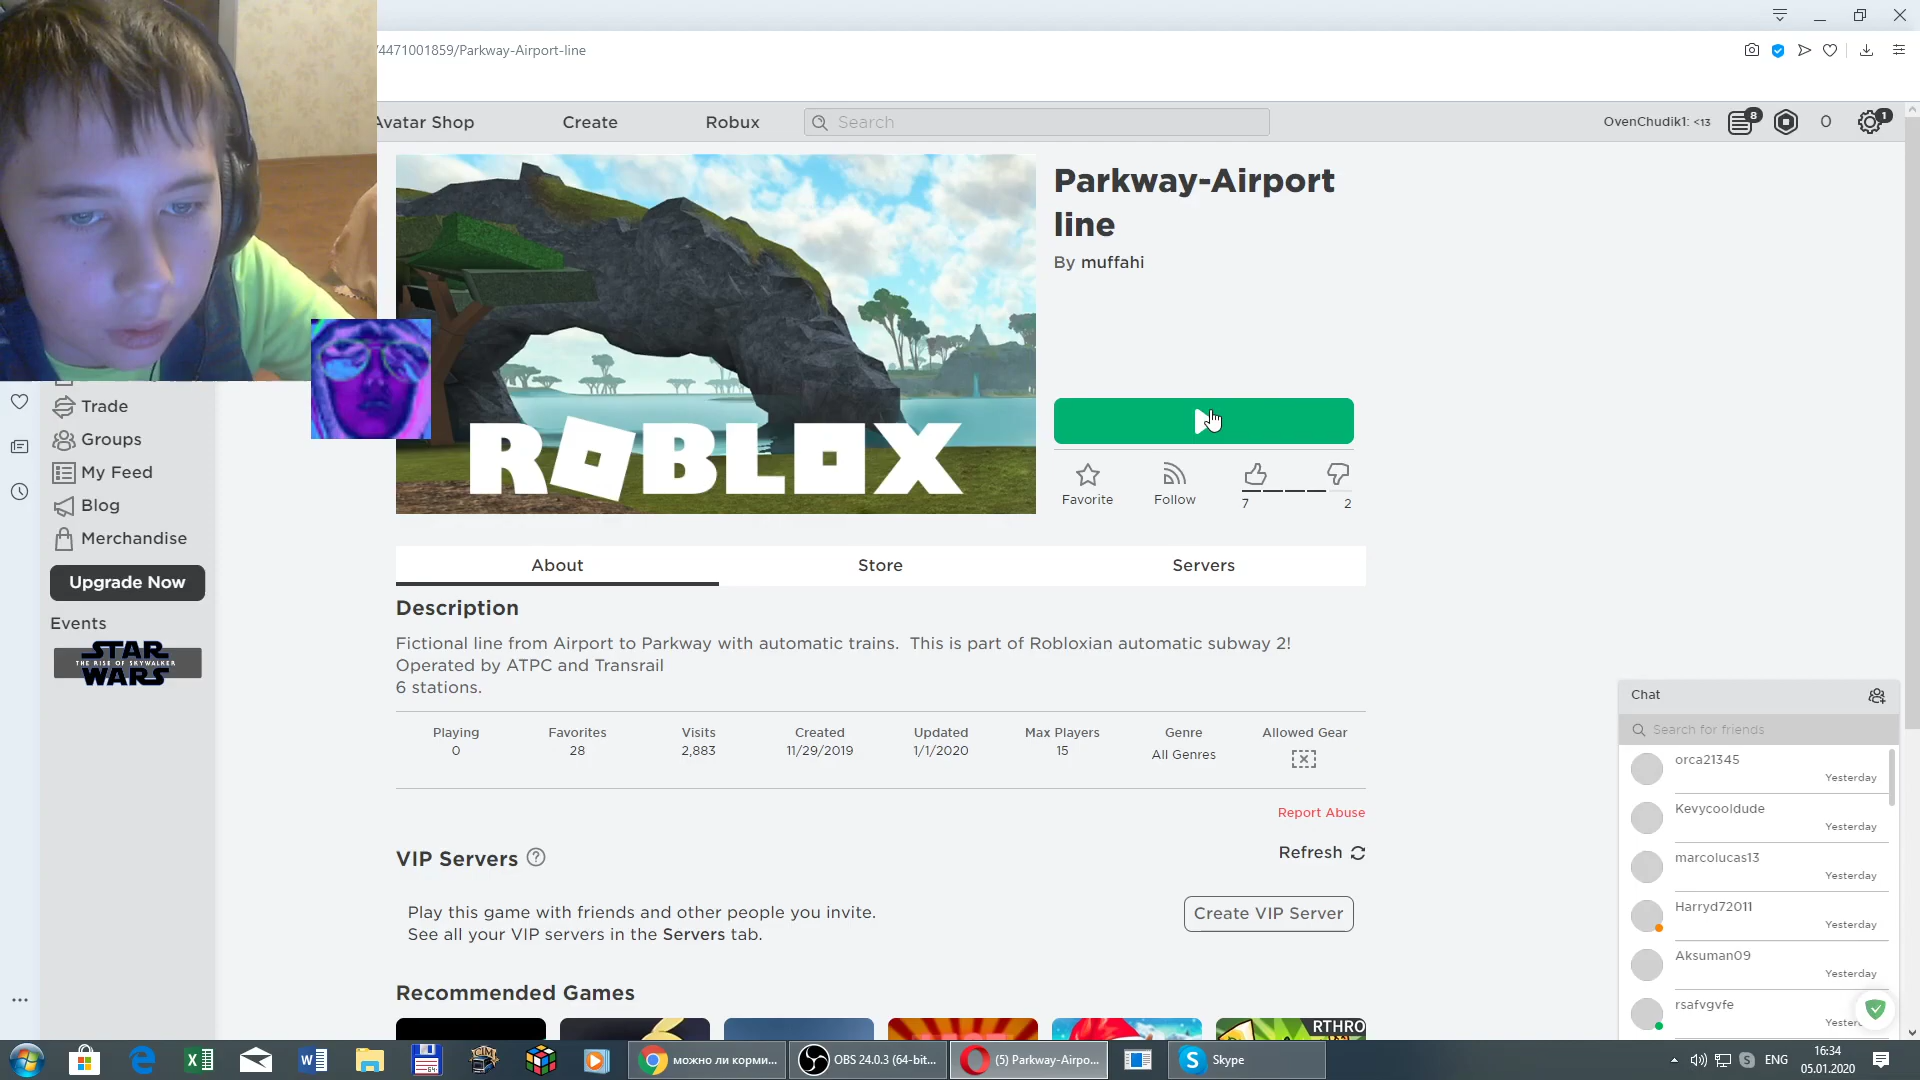 /4471001859/Parkway-Airport-line
Avatar Shop
Create
Robux
Search
OvenChudik1: <13
8
0
1
Parkway-Airport
line
By muffahi
ROBLOX
Favorite
Follow
7
2
Trade
Groups
My Feed
Blog
Merchandise
Upgrade Now
Events
STAR
THE RISE OF SKYWALKER
WARS
About
Store
Servers
Description
Fictional line from Airport to Parkway with automatic trains.  This is part of Robloxian automatic subway 2!
Operated by ATPC and Transrail
6 stations.
Playing
0
Favorites
28
Visits
2,883
Created
11/29/2019
Updated
1/1/2020
Max Players
15
Genre
All Genres
Allowed Gear
Report Abuse
VIP Servers
Refresh
Play this game with friends and other people you invite.
See all your VIP servers in the Servers tab.
Create VIP Server
Recommended Games
RTHRO
Chat
Search for friends
orca21345
Yesterday
Kevycooldude
Yesterday
marcolucas13
Yesterday
Harryd72011
Yesterday
Aksuman09
Yesterday
rsafvgvfe
можно ли корми...
OBS 24.0.3 (64-bit...
(5) Parkway-Airpo...
Skype
ENG
16:34
05.01.2020